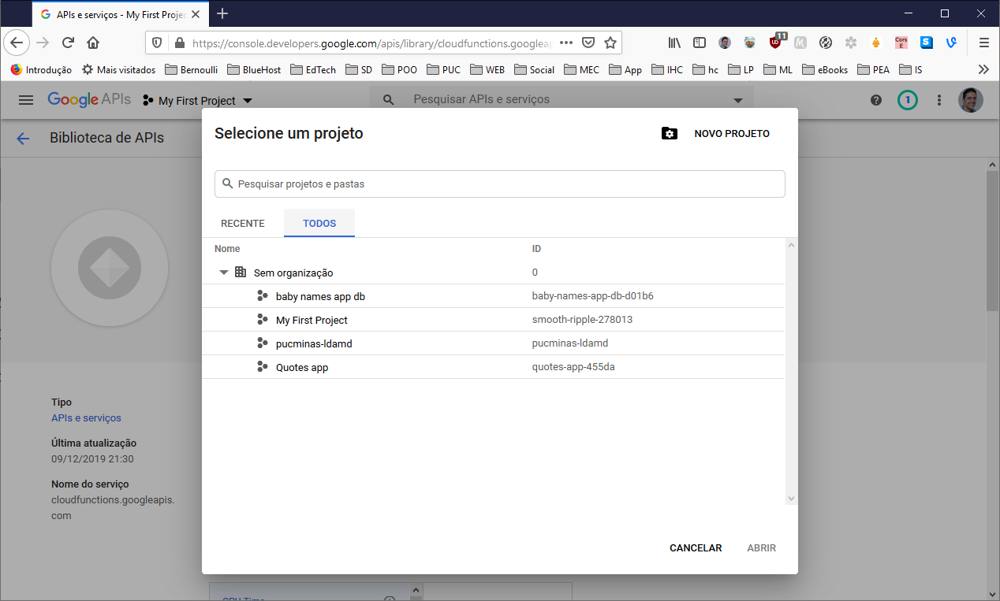 APIs e serviços - My First Projec
https://console.developers.google.com/apis/library/cloudfunctions.googleap
11
Cors
E
Introdução Mais visitados Bernoulli BlueHost EdTech SD POO PUC WEB Social MEC App IHC hc LP ML eBooks PEA IS
Google APIs My First Project Pesquisar APIs e serviços 1
Biblioteca de APIs
Selecione um projeto NOVO PROJETO
Pesquisar projetos e pastas
RECENTE TODOS
Nome ID
Sem organização 0
baby names app db baby-names-app-db-d01b6
My First Project smooth-ripple-278013
pucminas-ldamd pucminas-ldamd
Quotes app quotes-app-455da
Tipo
APIs e serviços
Última atualização
09/12/2019 21:30
Nome do serviço
cloudfunctions.googleapis.
com
CANCELAR ABRIR
CPU Time